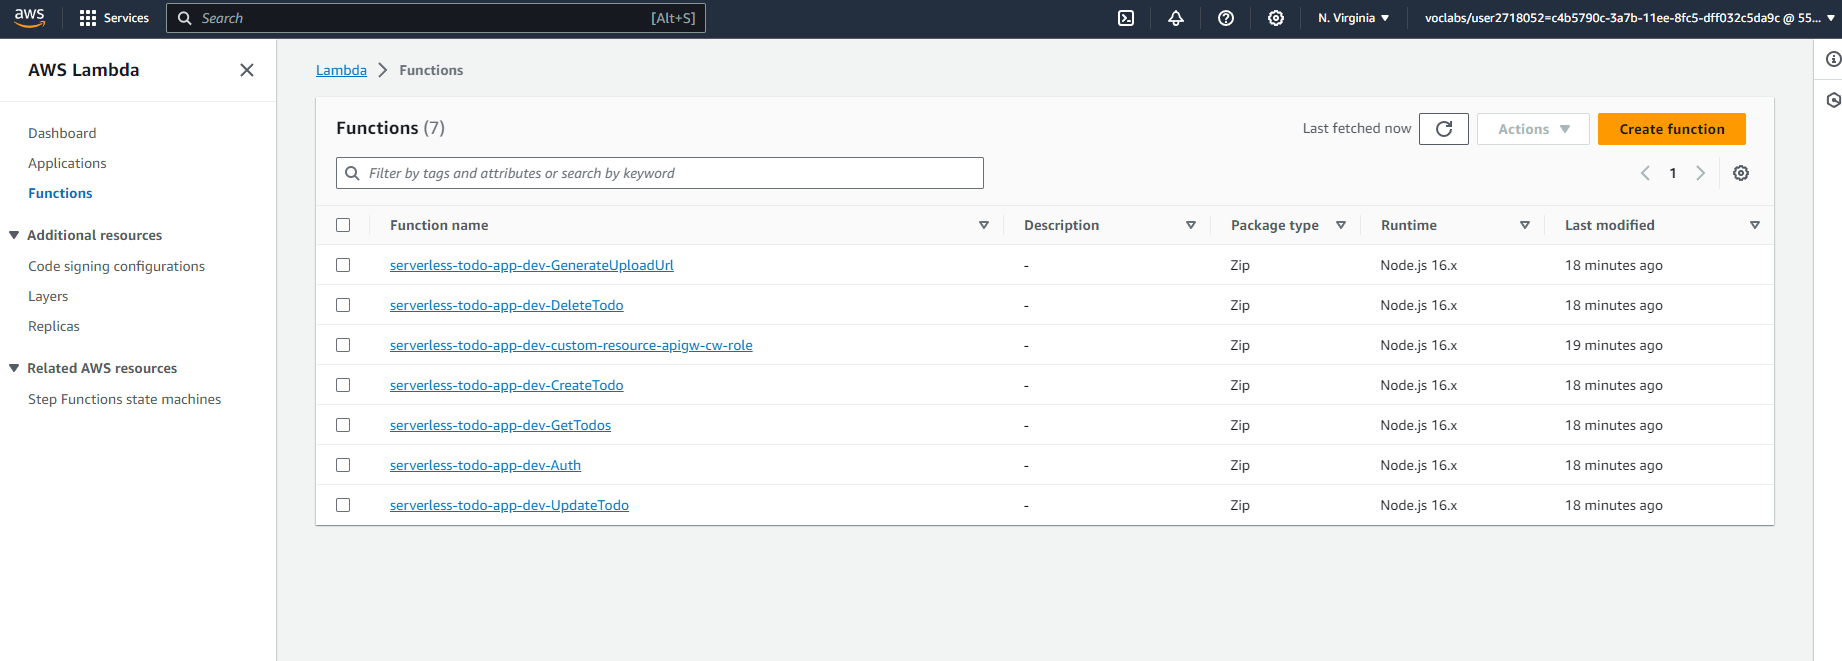 aws Services Search [Alt+S] N. Virginia voclabs/user2718052=c4b5790c-3a7b-11ee-8fc5-dff032c5da9c @ 55...
AWS Lambda
Dashboard
Applications
Functions
Additional resources
Code signing configurations
Layers
Replicas
Related AWS resources
Step Functions state machines
Lambda Functions
Functions (7) Last fetched now Actions Create function
Filter by tags and attributes or search by keyword 1
Function name Description Package type Runtime Last modified
serverless-todo-app-dev-GenerateUploadUrl - Zip Node.js 16.x 18 minutes ago
serverless-todo-app-dev-DeleteTodo - Zip Node.js 16.x 18 minutes ago
serverless-todo-app-dev-custom-resource-apigw-cw-role - Zip Node.js 16.x 19 minutes ago
serverless-todo-app-dev-CreateTodo - Zip Node.js 16.x 18 minutes ago
serverless-todo-app-dev-GetTodos - Zip Node.js 16.x 18 minutes ago
serverless-todo-app-dev-Auth - Zip Node.js 16.x 18 minutes ago
serverless-todo-app-dev-UpdateTodo - Zip Node.js 16.x 18 minutes ago